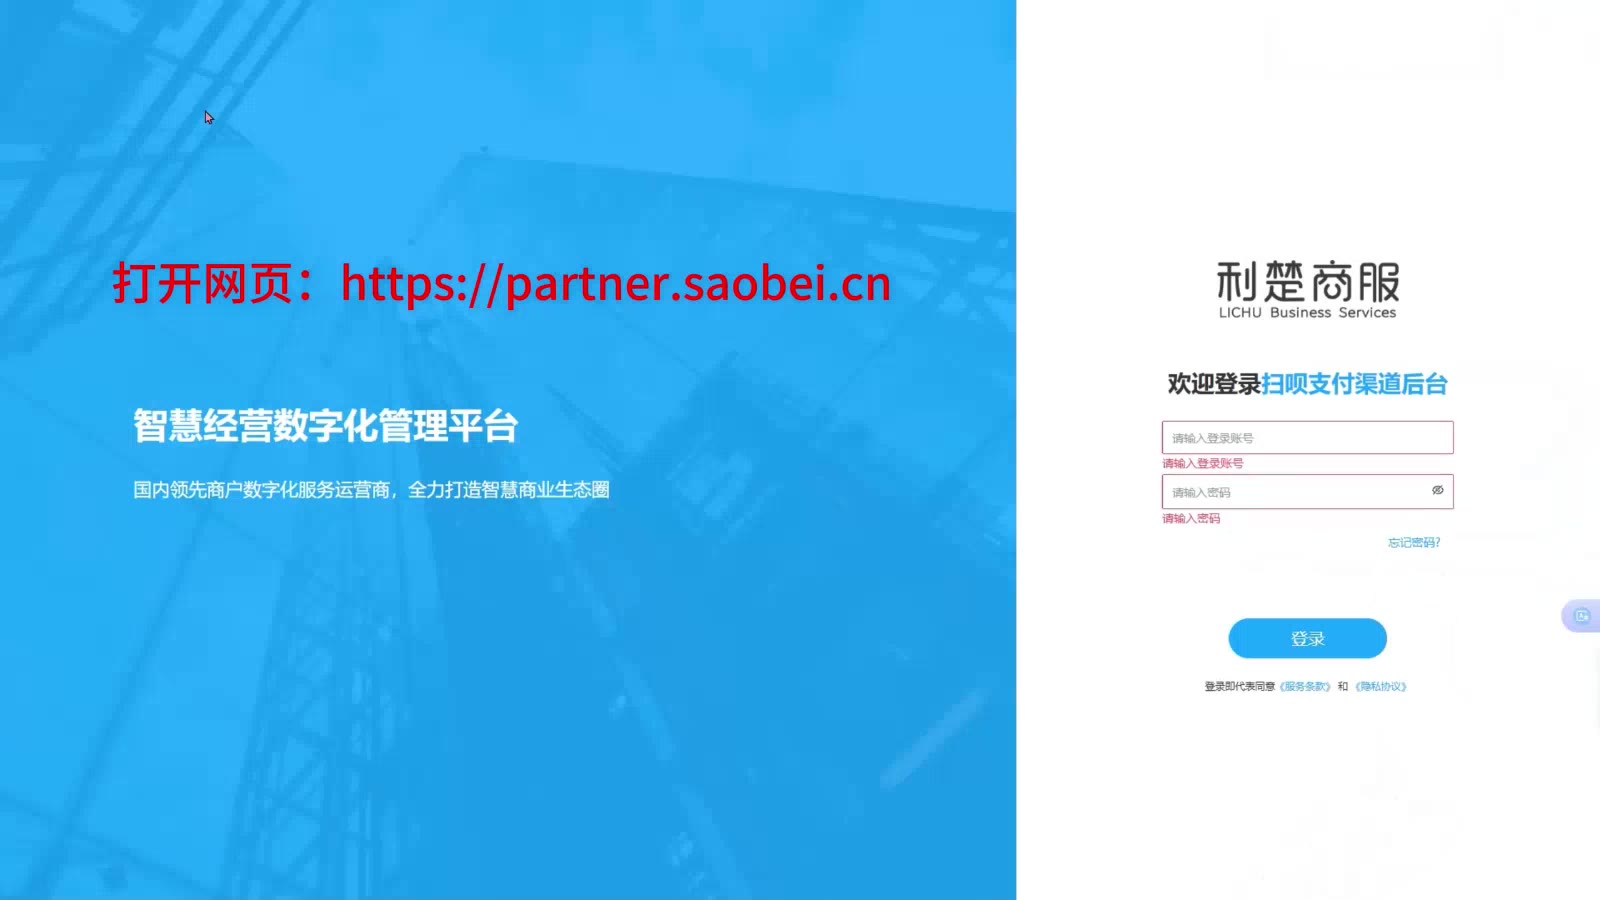 打开网页：https://partner.saobei.cn
智慧经营数字化管理平台
国内领先商户数字化服务运营商，全力打造智慧商业生态圈
利楚商服
LICHU Business Services
欢迎登录扫呗支付渠道后台
请输入登录账号
请输入登录账号
请输入密码
请输入密码
忘记密码?
登录
登录即代表同意《服务条款》 和 《隐私协议》